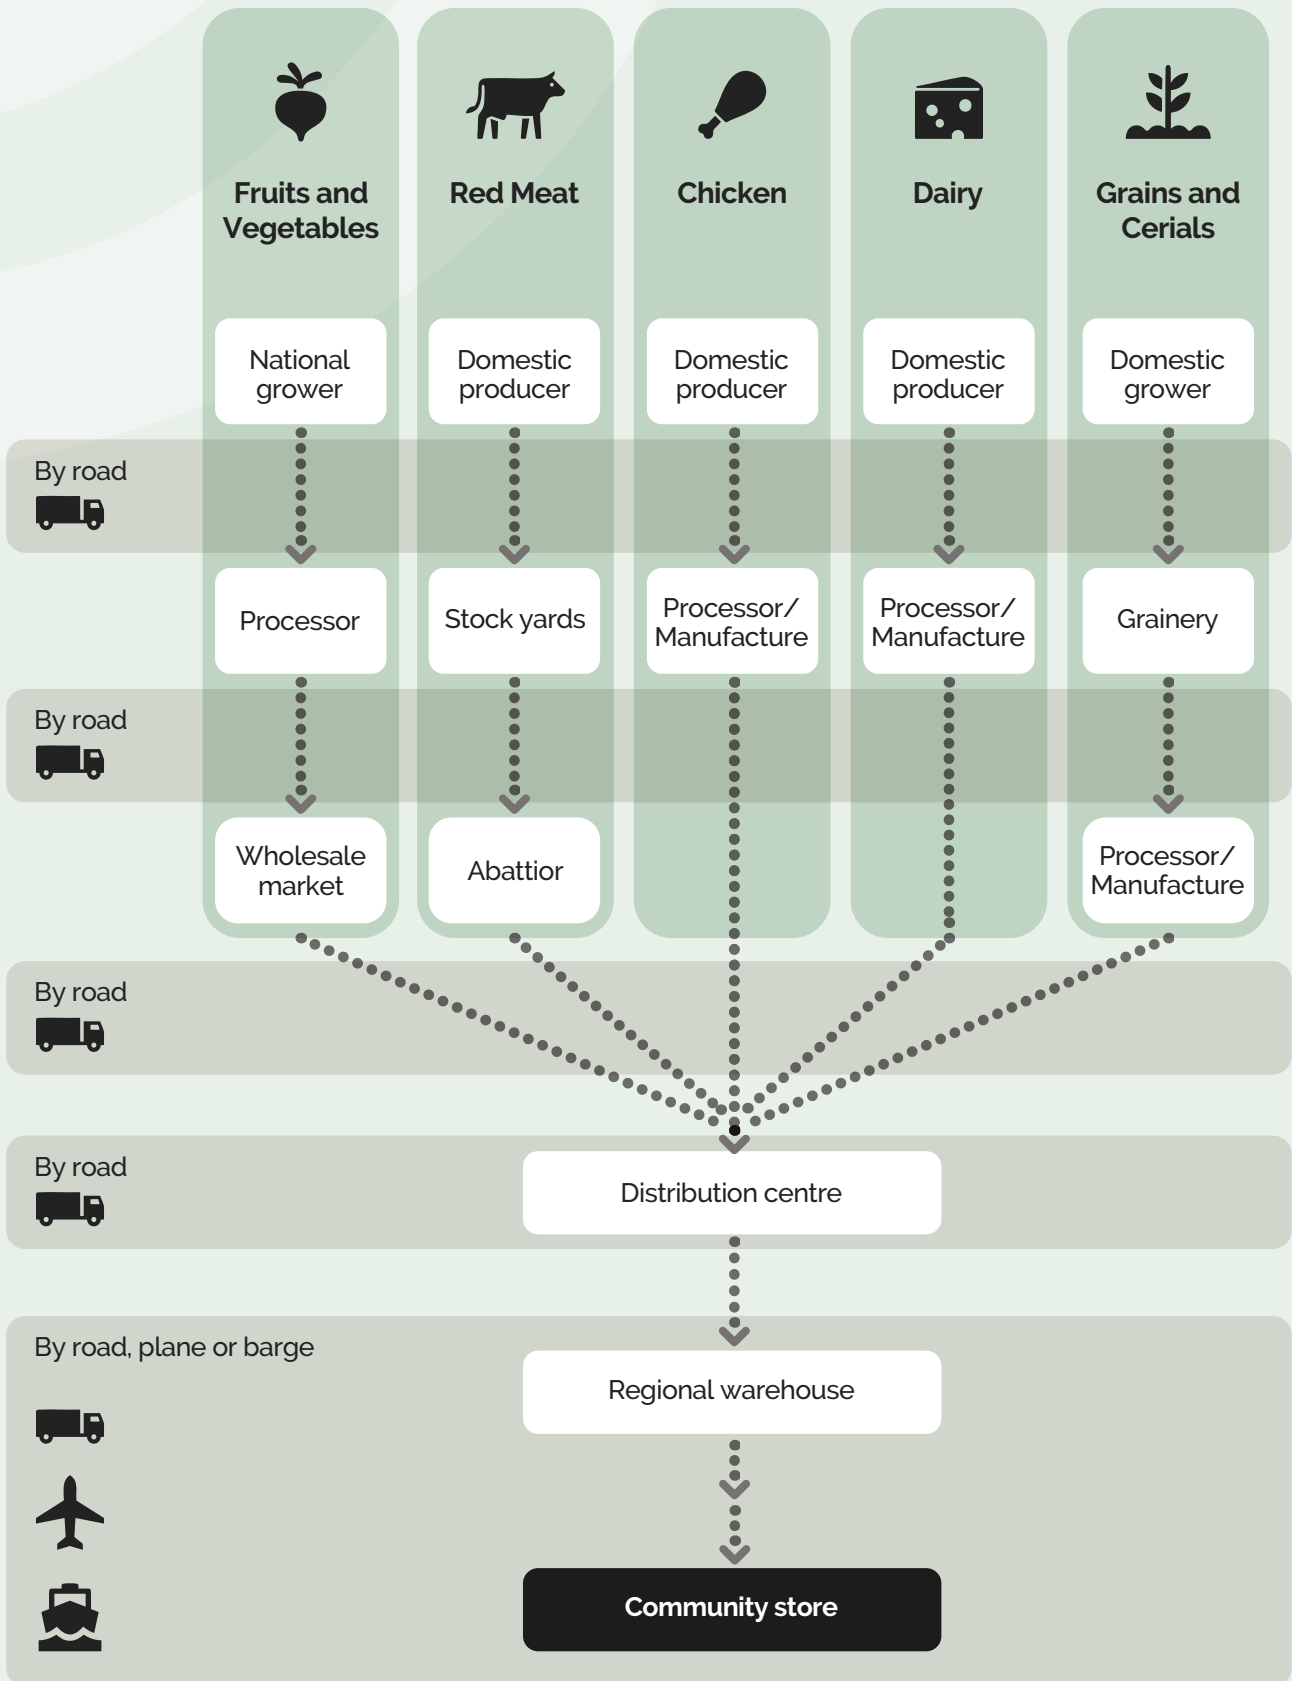 Fruits and
Vegetables
Red Meat
Chicken
Dairy
Grains and
Cerials
National
grower
Domestic
producer
Domestic
producer
Domestic
producer
Domestic
grower
By road
Processor
Stock yards
Processor/
Manufacture
Processor/
Manufacture
Grainery
By road
Wholesale
market
Abattior
Processor/
Manufacture
By road
By road
Distribution centre
By road, plane or barge
Regional warehouse
Community store